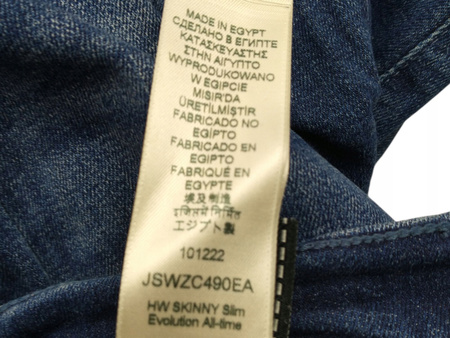 MADE IN EGYPT
СДЕЛАНО В ЕГИПТЕ
ΚΑΤΑΣΚΕΥΑΣΤΗΣ
ΣΤΗΝ ΑΙΓΥΠΤΟ
WYPRODUKOWANO
W EGIPCIE
MISIR'DA
ÜRETİLMİŞTİR
FABRICADO NO
EGIPTO
FABRICADO EN
EGIPTO
FABRIQUÉ EN
EGYPTE
埃及制造
निर्मित
エジプト製
101222
JSWZC490EA
HW SKINNY Slim
Evolution All-time